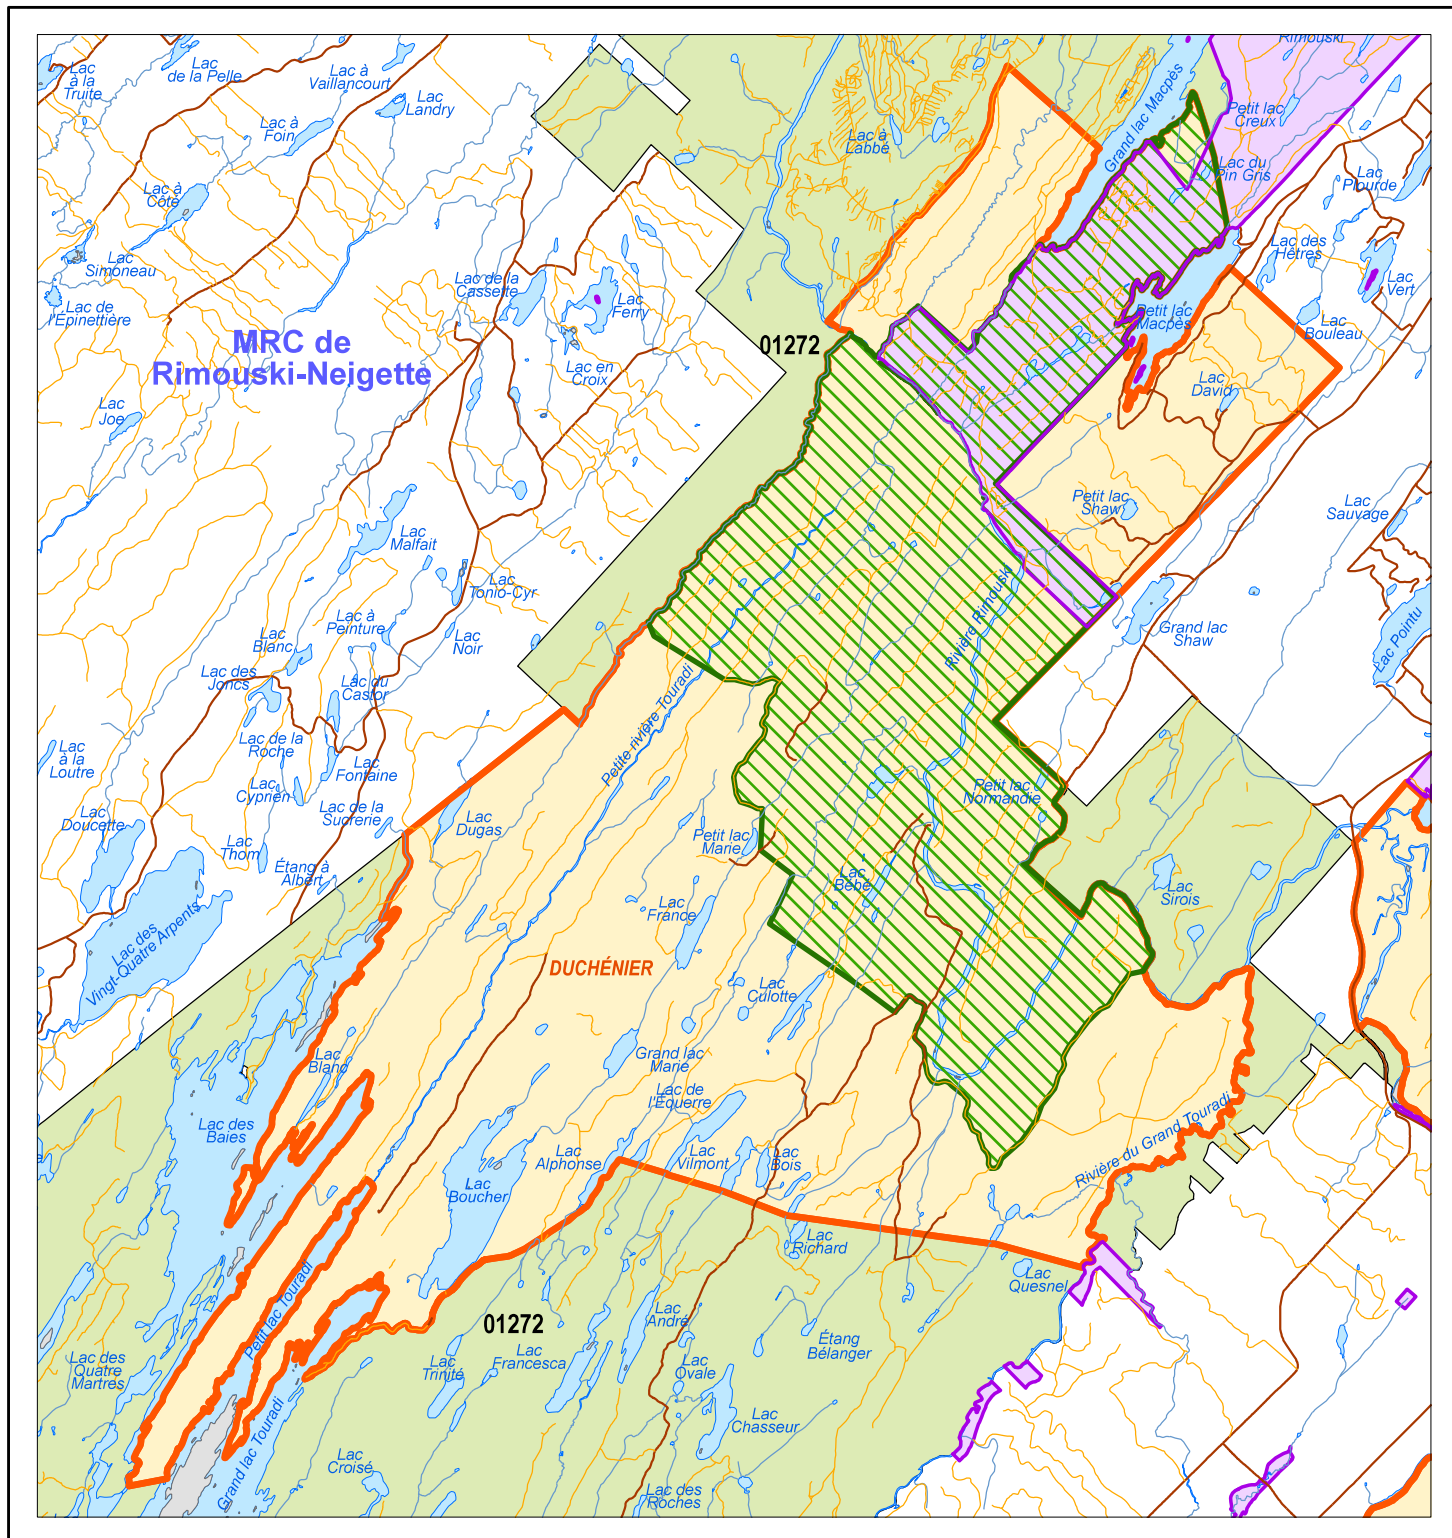 Lac
à la
Truite
Lac
de la Pelle
Lac à
Vaillancourt
Lac
Landry
Lac à
Foin
Lac à
Côté
Lac
Simoneau
Lac de
l'Épinettière
Lac de la
Cassette
Lac
Ferry
Lac en
Croix
MRC de
Rimouski-Neigette
Lac
Joe
Lac
Malfait
Lac
Tonio-Cyr
Lac à
Peinture
Lac
Noir
Lac
Blanc
Lac des
Joncs
Lac du
Castor
Lac de la
Roche
Lac
Fontaine
Lac
à la
Loutre
Lac
Cyprien
Lac de la
Sucrerie
Lac
Doucette
Lac
Thom
Étang à
Albert
Lac des
Vingt-Quatre Arpents
Lac à
Labbé
Grand lac Macpès
Rimouski
Petit lac
Creux
Lac du
Pin Gris
Lac
Plourde
Lac des
Hêtres
Lac
Vert
Lac
Bouleau
Petit lac
Macpès
Lac
David
01272
Petit lac
Shaw
Lac
Sauvage
Grand lac
Shaw
Lac Pointu
Rivière Rimouski
Petite rivière Touradi
Petit lac
Normandie
Lac
Dugas
Petit lac
Marie
Lac
Bébé
Lac
Sirois
Lac
France
DUCHÉNIER
Lac
Culotte
Grand lac
Marie
Lac de
l'Équerre
Lac
Blanc
Lac des
Baies
Lac
Alphonse
Lac
Vilmont
Lac
Bois
Lac
Boucher
Rivière du Grand Touradi
Lac
Richard
Lac
Quesnel
Petit lac Touradi
01272
Lac
André
Étang
Bélanger
Lac
Trinité
Lac
Francesca
Lac
Ovale
Lac des
Quatre
Martres
Lac
Chasseur
Grand lac Touradi
Lac
Croisé
Lac des
Roches